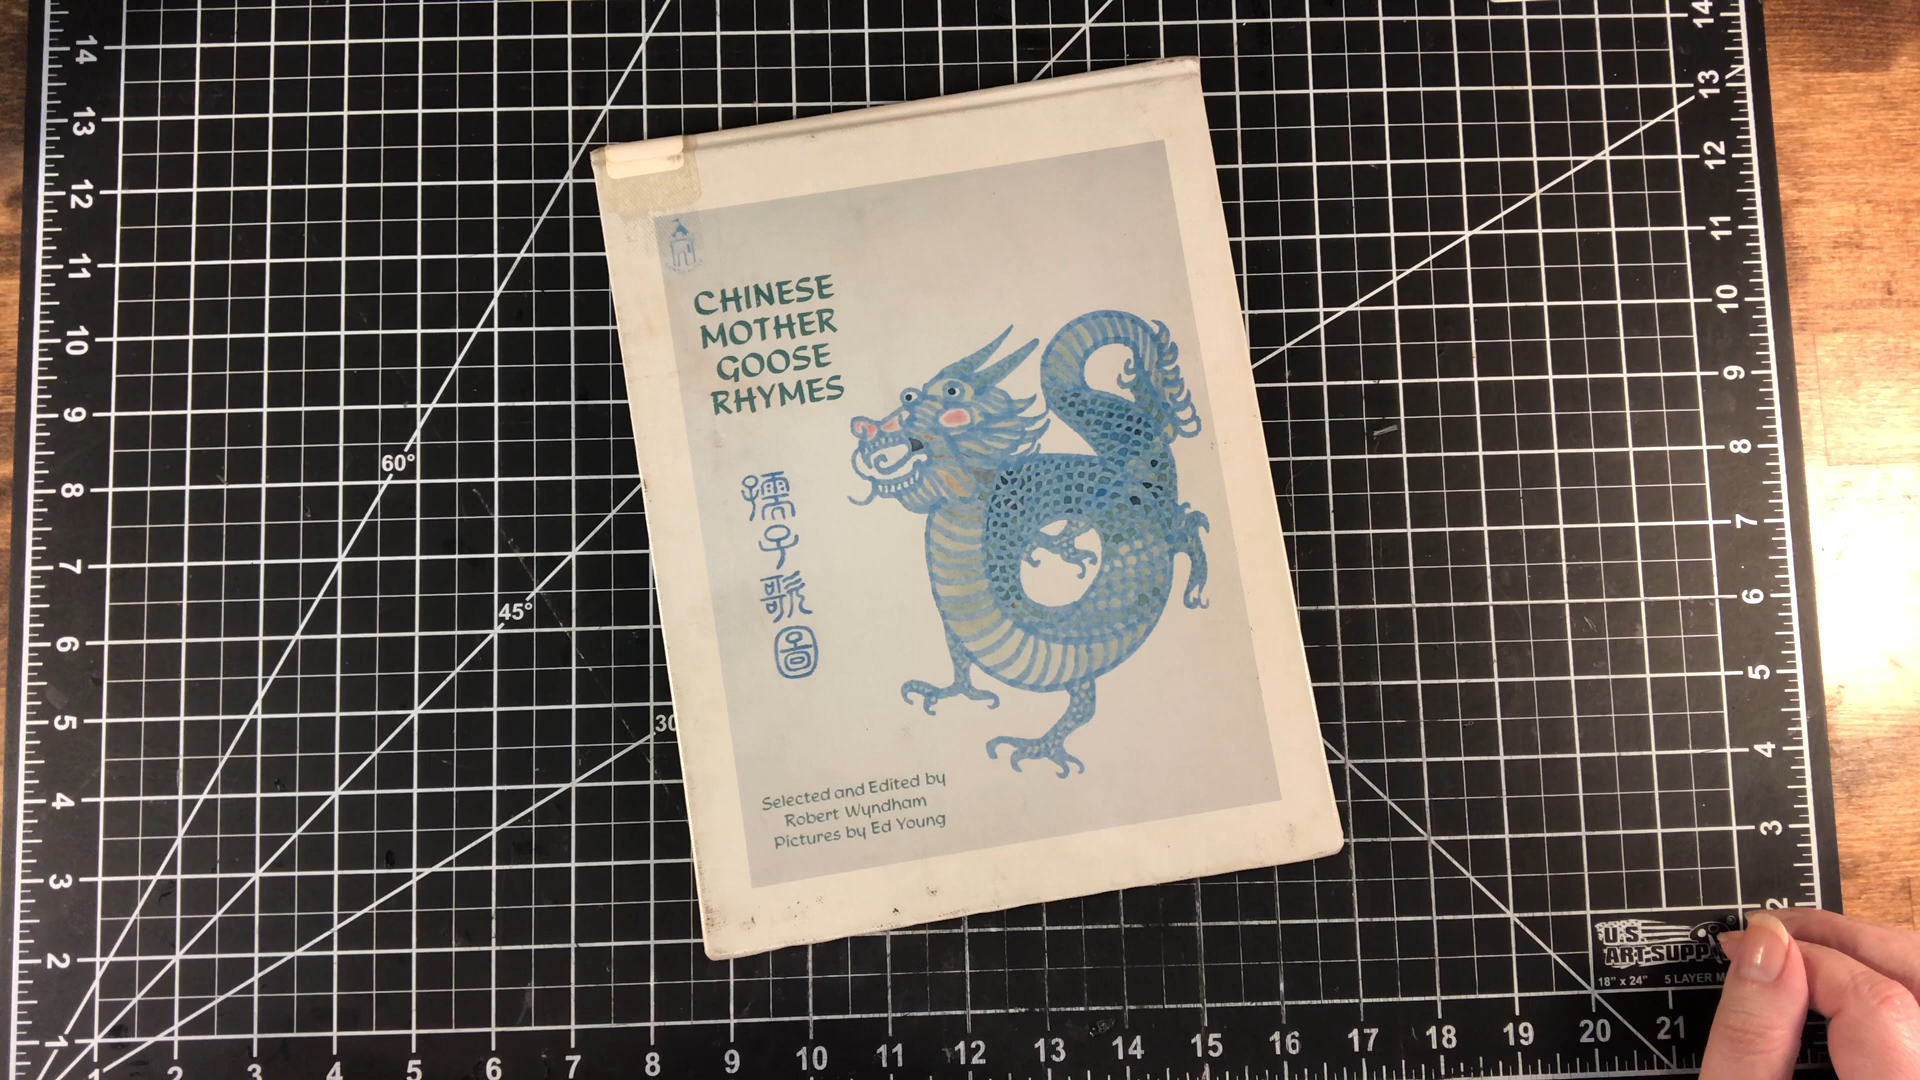 CHINESE
MOTHER
GOOSE
RHYMES
孺子歌圖
Selected and Edited by
Robert Wyndham
Pictures by Ed Young
14
13
12
11
10
9
8
7
6
5
4
3
2
1
60°
45°
30
14
13
12
11
10
9
8
7
6
5
4
3
2
U.S.
ART SUPP
18" x 24" 5 LAYER
1 2 3 4 5 6 7 8 9 10 11 12 13 14 15 16 17 18 19 20 21